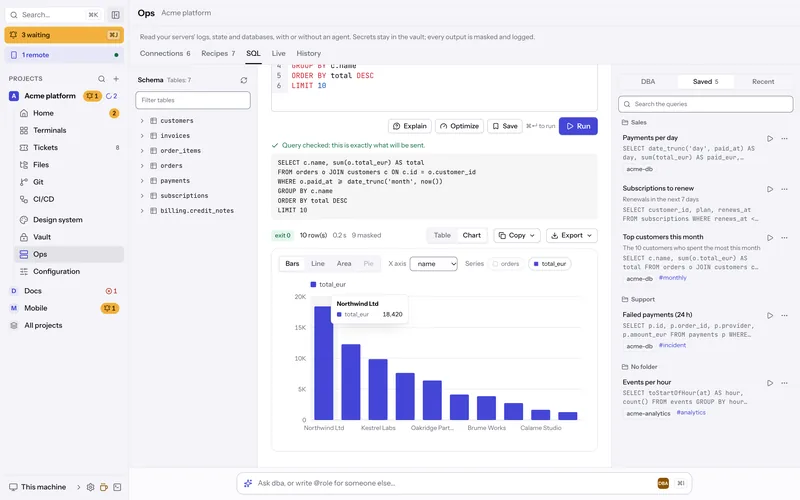 Search...
⌘K
3 waiting
⌘J
1 remote
PROJECTS
A Acme platform 1 2
Home 2
Terminals
Tickets 8
Files
Git
CI/CD
Design system
Vault
Ops
Configuration
D Docs 1
M Mobile 1
All projects
This machine
Ops Acme platform
Read your servers' logs, state and databases, with or without an agent. Secrets stay in the vault; every output is masked and logged.
Connections 6 Recipes 7 SQL Live History
Schema Tables: 7
Filter tables
customers
invoices
order_items
orders
payments
subscriptions
billing.credit_notes
4 GROUP BY c.name
5 ORDER BY total DESC
6 LIMIT 10
Explain Optimize Save ⌘↵ to run Run
Query checked: this is exactly what will be sent.
SELECT c.name, sum(o.total_eur) AS total
FROM orders o JOIN customers c ON c.id = o.customer_id
WHERE o.paid_at >= date_trunc('month', now())
GROUP BY c.name
ORDER BY total DESC
LIMIT 10
exit 0 10 row(s) 0.2 s 9 masked Table Chart Copy Export
Bars Line Area Pie X axis name Series orders total_eur
total_eur
20K
15K
10K
5K
0
Northwind Ltd
total_eur 18,420
Northwind Ltd Kestrel Labs Oakridge Part... Brume Works Calame Studio
DBA Saved 5 Recent
Search the queries
Sales
Payments per day
SELECT date_trunc('day', paid_at) AS
day, sum(total_eur) AS paid_eur,…
acme-db
Subscriptions to renew
Renewals in the next 7 days
SELECT customer_id, plan, renews_at
FROM subscriptions WHERE renews_at <…
Top customers this month
The 10 customers who spent the most this month
SELECT c.name, sum(o.total_eur) AS
total FROM orders o JOIN customers c…
acme-db #monthly
Support
Failed payments (24 h)
SELECT p.id, p.order_id, p.provider,
p.amount_eur FROM payments p WHERE…
acme-db #incident
No folder
Events per hour
SELECT toStartOfHour(at) AS hour,
count() FROM events GROUP BY hour…
acme-analytics #analytics
Ask dba, or write @role for someone else...
DBA
⌘I